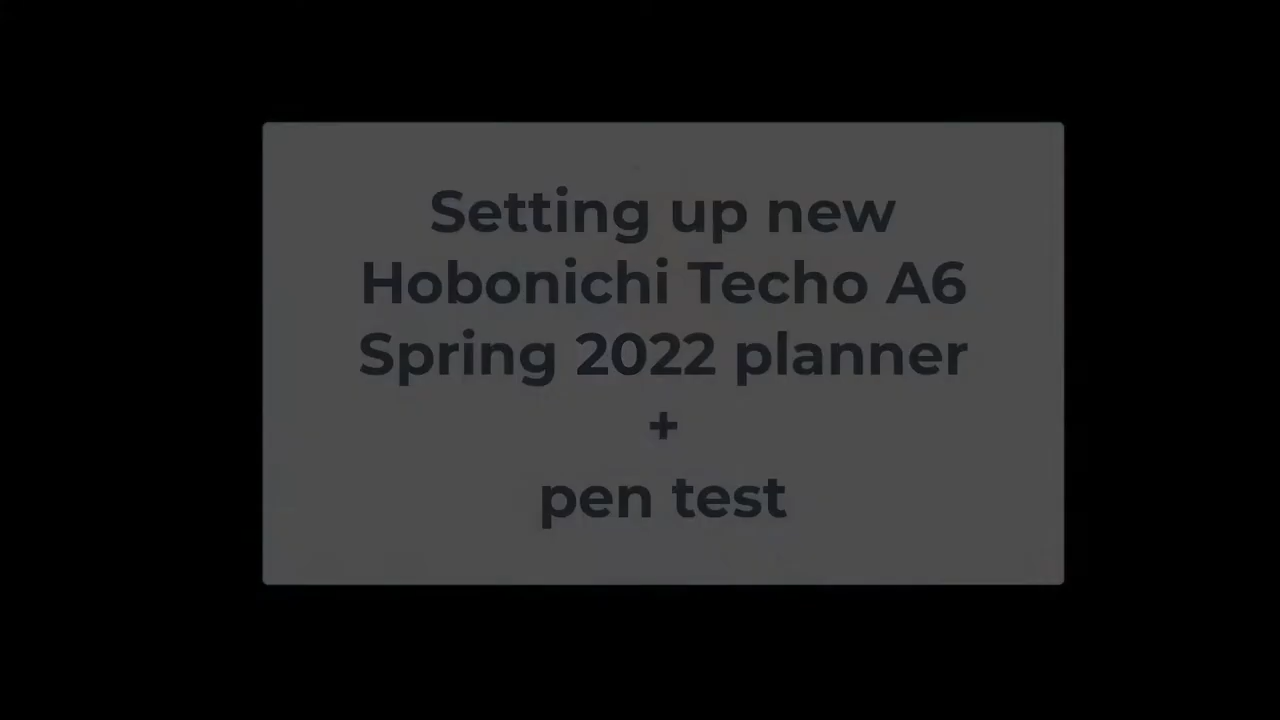 Setting up new
Hobonichi Techo A6
Spring 2022 planner
+
pen test